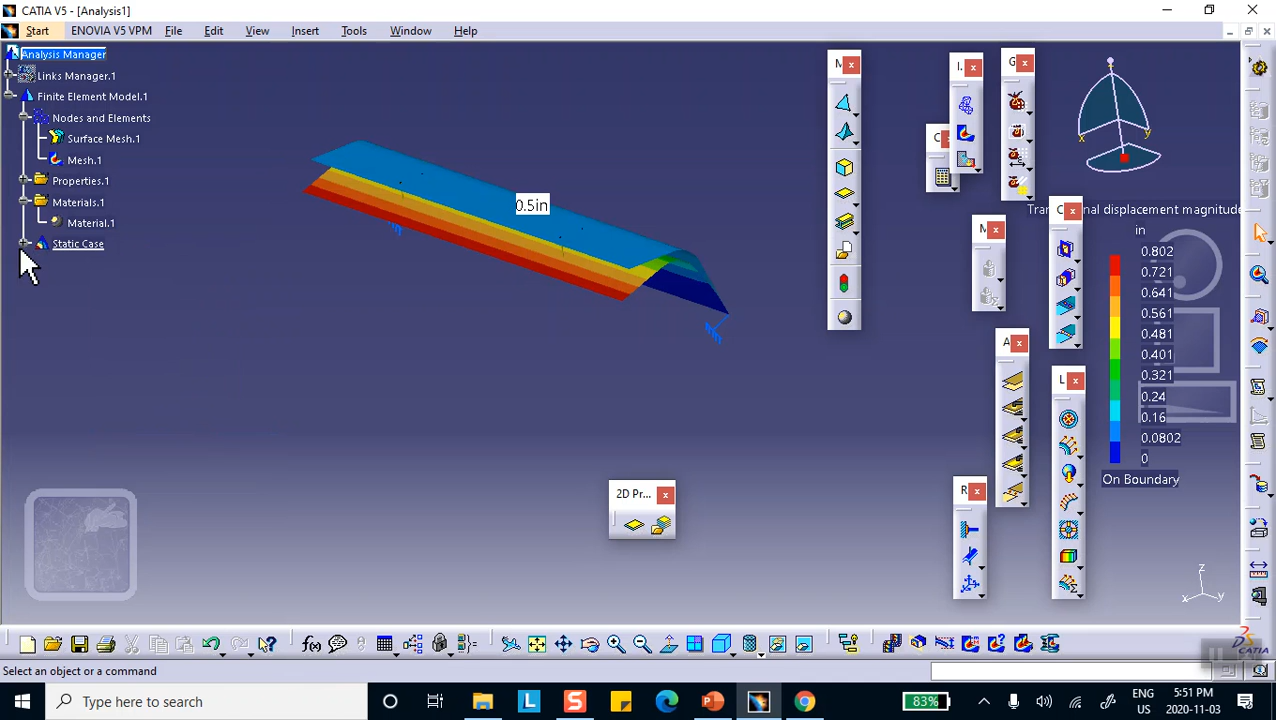 CATIA V5 - [Analysis1]
Start
ENOVIA V5 VPM
File
Edit
View
Insert
Tools
Window
Help
Analysis Manager
Links Manager.1
Finite Element Model.1
Nodes and Elements
Surface Mesh.1
Mesh.1
Properties.1
Materials.1
Material.1
Static Case
0.5in
M
I.
G
C
M
C
A
L
R
2D Pr...
nal displacement magnitude
in
0.802
0.721
0.641
0.561
0.481
0.401
0.321
0.24
0.16
0.0802
0
On Boundary
z
x
y
Select an object or a command
Type here to search
83%
ENG
ME
5:51 PM
2020-11-03